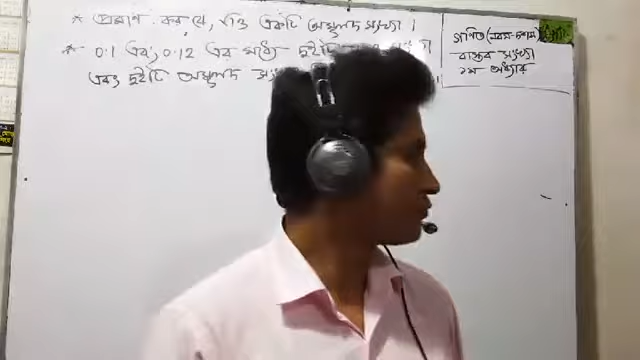 * প্রমাণ কর যে, একটি অমূলদ সংখ্যা ।
* 0.1 এবং 0.12 এর মধ্যে দুইটি
এবং দুইটি অমূলদ
গণিত (নবম-দশম)
বাস্তব সংখ্যা
১ম অধ্যায়